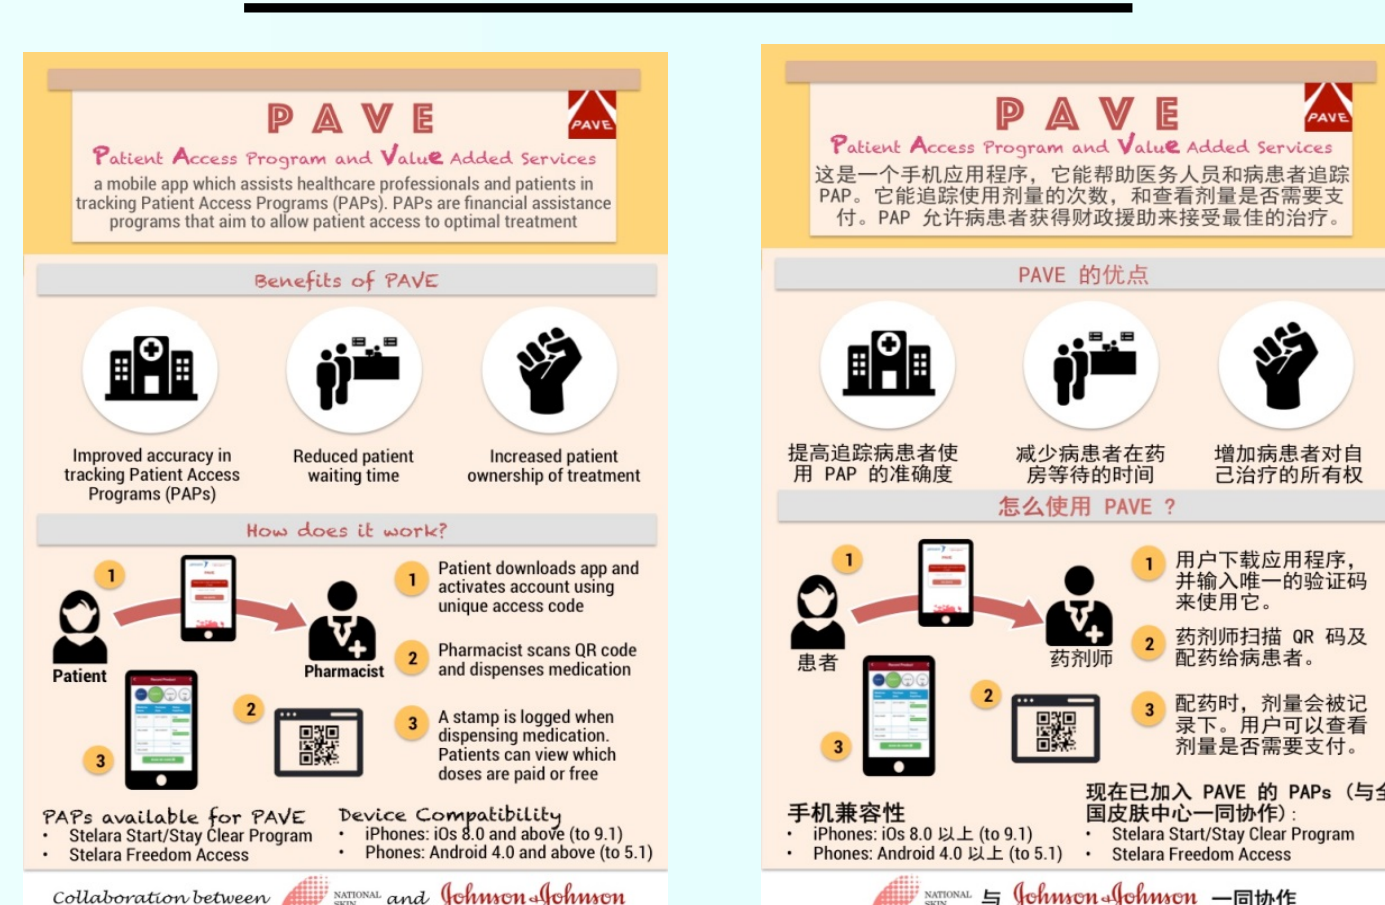 PAVE
PAVE
Patient Access Program and Value Added Services
a mobile app which assists healthcare professionals and patients in
tracking Patient Access Programs (PAPs). PAPs are financial assistance
programs that aim to allow patient access to optimal treatment
Benefits of PAVE
Improved accuracy in
tracking Patient Access
Programs (PAPs)
Reduced patient
waiting time
Increased patient
ownership of treatment
How does it work?
1
Patient
Pharmacist
2
3
1 Patient downloads app and
activates account using
unique access code
2 Pharmacist scans QR code
and dispenses medication
3 A stamp is logged when
dispensing medication.
Patients can view which
doses are paid or free
PAPs available for PAVE
• Stelara Start/Stay Clear Program
• Stelara Freedom Access
Device Compatibility
• iPhones: iOs 8.0 and above (to 9.1)
• Phones: Android 4.0 and above (to 5.1)
Collaboration between NATIONAL SKIN and Johnson & Johnson
PAVE
PAVE
Patient Access Program and Value Added Services
这是一个手机应用程序，它能帮助医务人员和病患者追踪
PAP。它能追踪使用剂量的次数，和查看剂量是否需要支
付。PAP 允许病患者获得财政援助来接受最佳的治疗。
PAVE 的优点
提高追踪病患者使
用 PAP 的准确度
减少病患者在药
房等待的时间
增加病患者对自
己治疗的所有权
怎么使用 PAVE ?
1
患者
药剂师
2
3
1 用户下载应用程序，
并输入唯一的验证码
来使用它。
2 药剂师扫描 QR 码及
配药给病患者。
3 配药时，剂量会被记
录下。用户可以查看
剂量是否需要支付。
手机兼容性
• iPhones: iOs 8.0 以上 (to 9.1)
• Phones: Android 4.0 以上 (to 5.1)
现在已加入 PAVE 的 PAPs (与全
国皮肤中心一同协作):
• Stelara Start/Stay Clear Program
• Stelara Freedom Access
NATIONAL SKIN 与 Johnson & Johnson 一同协作